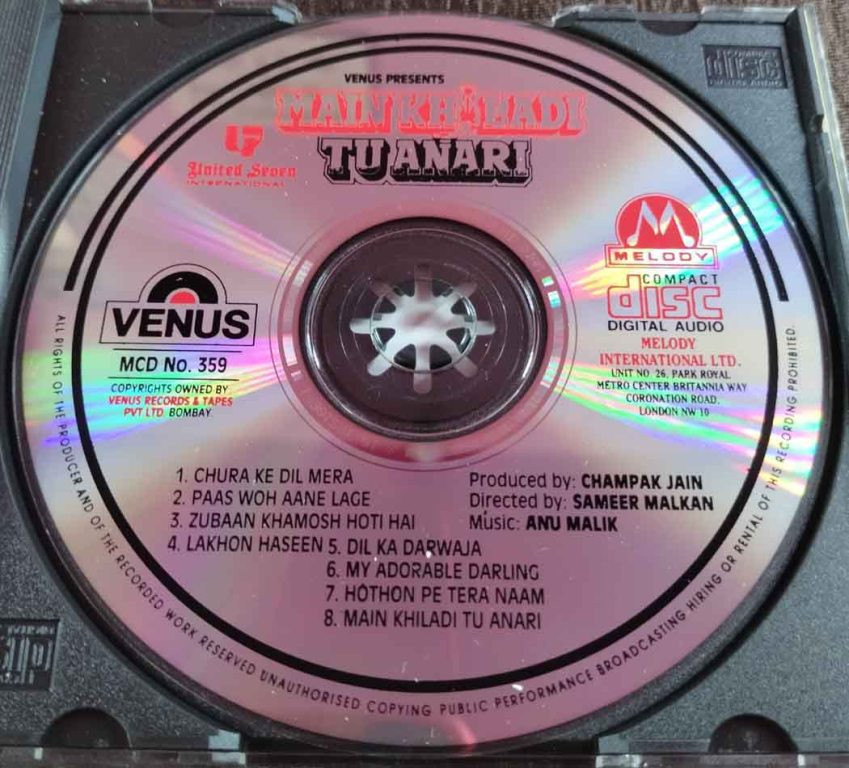 VENUS PRESENTS
MAIN KHILADI
TU ANARI
U7
United Seven
INTERNATIONAL
COMPACT
disc
DIGITAL AUDIO
M
MELODY
COMPACT
disc
DIGITAL AUDIO
MELODY
INTERNATIONAL LTD.
UNIT NO 26, PARK ROYAL
METRO CENTER BRITANNIA WAY
CORONATION ROAD,
LONDON NW 10
VENUS
MCD No. 359
COPYRIGHTS OWNED BY
VENUS RECORDS & TAPES
PVT LTD. BOMBAY.
1. CHURA KE DIL MERA
2. PAAS WOH AANE LAGE
3. ZUBAAN KHAMOSH HOTI HAI
4. LAKHON HASEEN 5. DIL KA DARWAJA
6. MY ADORABLE DARLING
7. HOTHON PE TERA NAAM
8. MAIN KHILADI TU ANARI
Produced by: CHAMPAK JAIN
Directed by: SAMEER MALKAN
Music: ANU MALIK
ALL RIGHTS OF THE PRODUCER AND OF THE RECORDED WORK RESERVED UNAUTHORISED COPYING PUBLIC PERFORMANCE BROADCASTING HIRING OR RENTAL OF THIS RECORDING PROHIBITED.